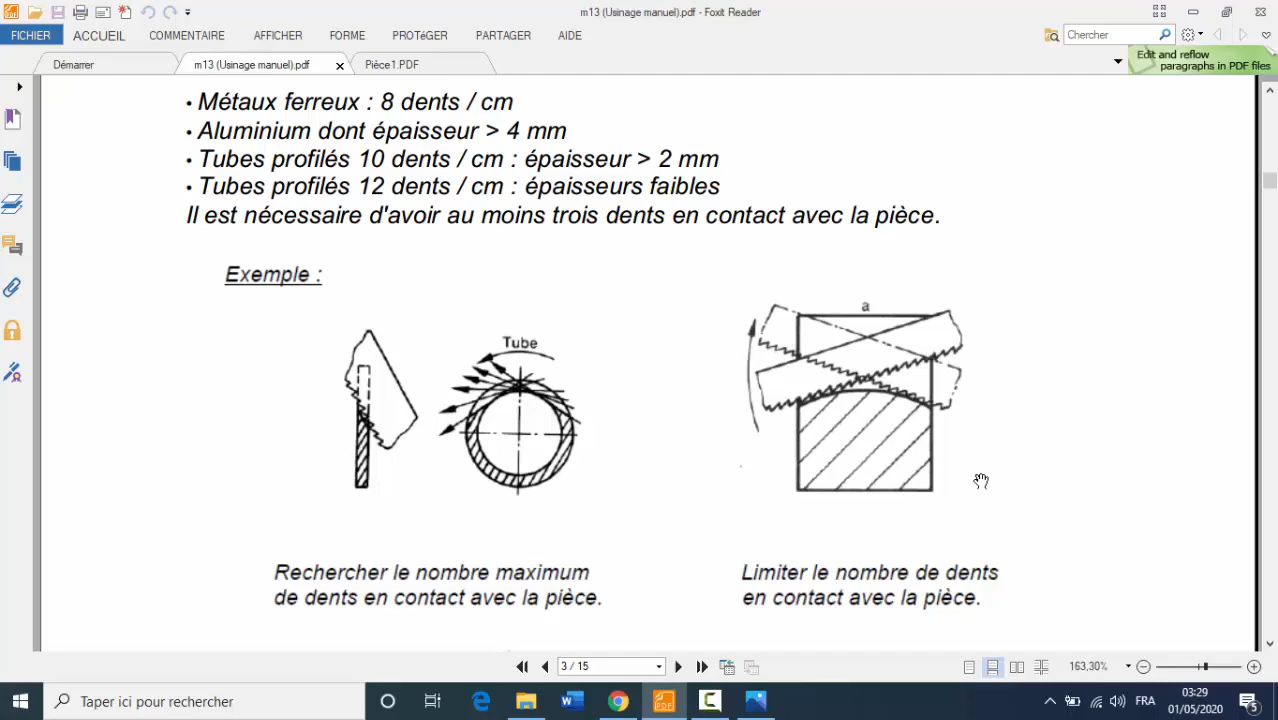 m13 (Usinage manuel).pdf - Foxit Reader
FICHIER ACCUEIL COMMENTAIRE AFFICHER FORME PROTéGER PARTAGER AIDE
Chercher
Démarrer
m13 (Usinage manuel).pdf
Pièce1.PDF
Edit and reflow
paragraphs in PDF files
• Métaux ferreux : 8 dents / cm
• Aluminium dont épaisseur > 4 mm
• Tubes profilés 10 dents / cm : épaisseur > 2 mm
• Tubes profilés 12 dents / cm : épaisseurs faibles
Il est nécessaire d'avoir au moins trois dents en contact avec la pièce.
Exemple :
Tube
a
Rechercher le nombre maximum
de dents en contact avec la pièce.
Limiter le nombre de dents
en contact avec la pièce.
3 / 15
163,30%
Taper ici pour rechercher
FRA
03:29
01/05/2020
5